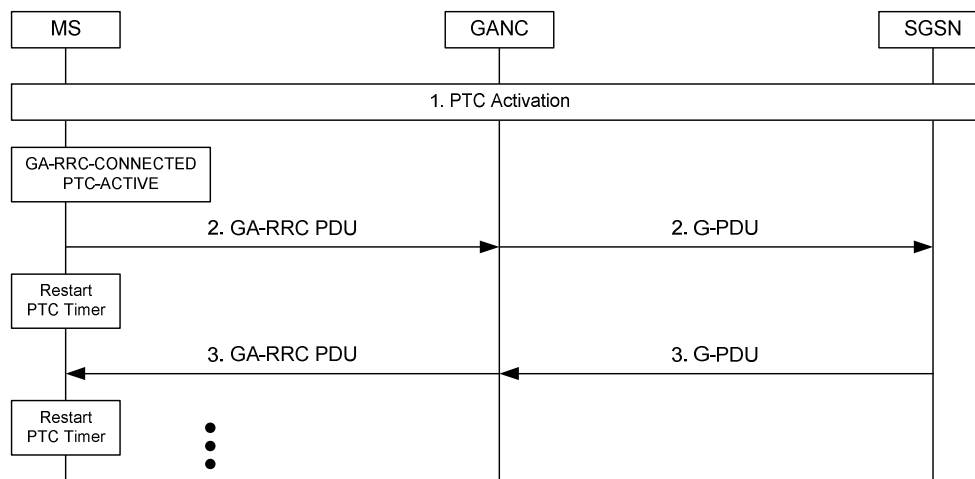 MS
GANC
SGSN
1. PTC Activation
GA-RRC-CONNECTED
PTC-ACTIVE
2. GA-RRC PDU
2. G-PDU
Restart
PTC Timer
3. GA-RRC PDU
3. G-PDU
Restart
PTC Timer